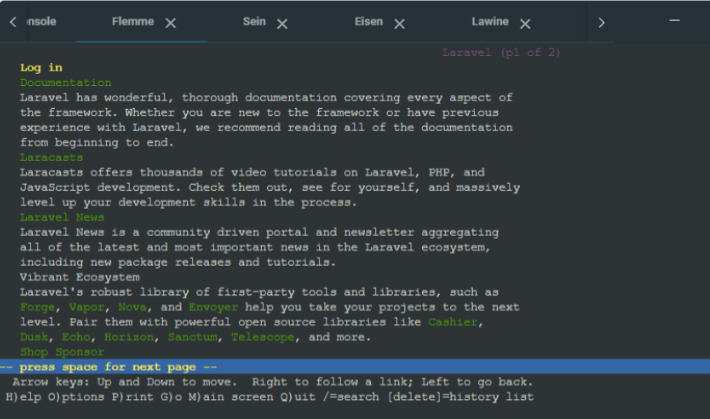 nsole Flemme Sein Eisen Lawine
Laravel (p1 of 2)
Log in
Documentation
Laravel has wonderful, thorough documentation covering every aspect of
the framework. Whether you are new to the framework or have previous
experience with Laravel, we recommend reading all of the documentation
from beginning to end.
Laracasts
Laracasts offers thousands of video tutorials on Laravel, PHP, and
JavaScript development. Check them out, see for yourself, and massively
level up your development skills in the process.
Laravel News
Laravel News is a community driven portal and newsletter aggregating
all of the latest and most important news in the Laravel ecosystem,
including new package releases and tutorials.
Vibrant Ecosystem
Laravel's robust library of first-party tools and libraries, such as
Forge, Vapor, Nova, and Envoyer help you take your projects to the next
level. Pair them with powerful open source libraries like Cashier,
Dusk, Echo, Horizon, Sanctum, Telescope, and more.
Shop Sponsor
-- press space for next page --
Arrow keys: Up and Down to move. Right to follow a link; Left to go back.
H)elp O)ptions P)rint G)o M)ain screen Q)uit /=search [delete]=history list